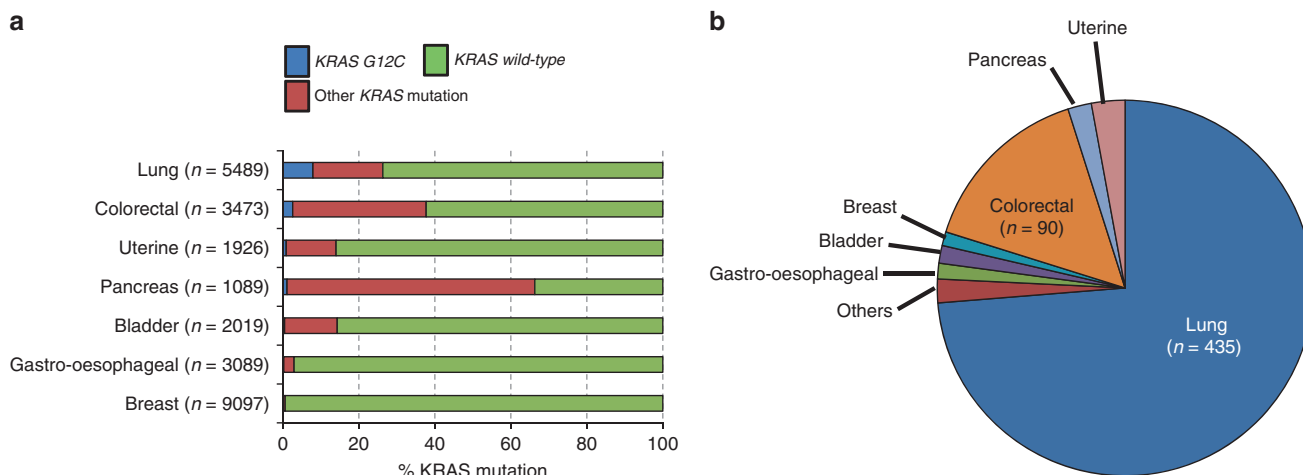 a
KRAS G12C
KRAS wild-type
Other KRAS mutation
Lung (n = 5489)
Colorectal (n = 3473)
Uterine (n = 1926)
Pancreas (n = 1089)
Bladder (n = 2019)
Gastro-oesophageal (n = 3089)
Breast (n = 9097)
0 20 40 60 80 100
% KRAS mutation
b
Uterine
Pancreas
Colorectal
(n = 90)
Breast
Bladder
Gastro-oesophageal
Others
Lung
(n = 435)